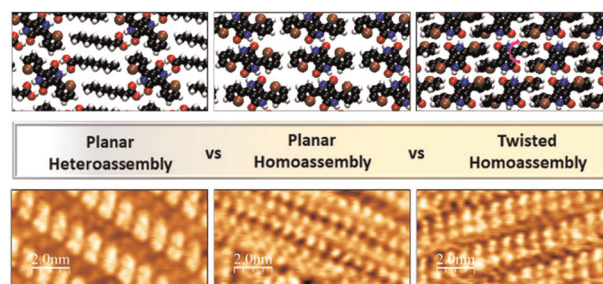 Planar Heteroassembly
vs
Planar Homoassembly
vs
Twisted Homoassembly
2.0nm
2.0nm
2.0nm